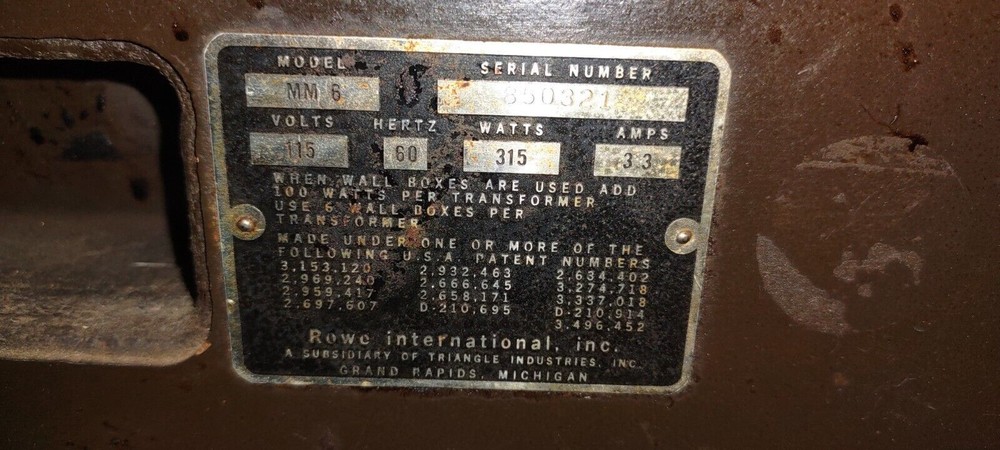 MODEL SERIAL NUMBER
MM 6 850321
VOLTS HERTZ WATTS AMPS
115 60 315 3.3
WHEN WALL BOXES ARE USED ADD
100 WATTS PER TRANSFORMER
USE 6 WALL BOXES PER
TRANSFORMER
MADE UNDER ONE OR MORE OF THE
FOLLOWING U.S.A. PATENT NUMBERS
3,153,120 2,932,463 2,634,402
2,969,240 2,666,645 3,274,718
2,959,417 2,658,171 3,337,018
2,697,607 D-210,695 D-210,914
3,496,452
Rowe international, inc.
A SUBSIDIARY OF TRIANGLE INDUSTRIES, INC.
GRAND RAPIDS, MICHIGAN